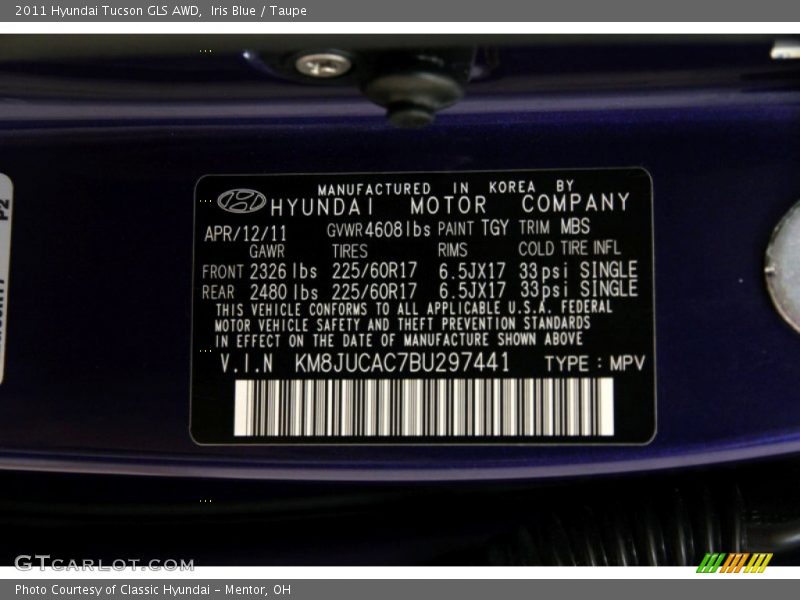 2011 Hyundai Tucson GLS AWD,  Iris Blue / Taupe
P2
MANUFACTURED IN KOREA BY
HYUNDAI MOTOR COMPANY
APR/12/11 GVWR 4608 lbs PAINT TGY TRIM MBS
GAWR TIRES RIMS COLD TIRE INFL
FRONT 2326 lbs 225/60R17 6.5JX17 33psi SINGLE
REAR 2480 lbs 225/60R17 6.5JX17 33psi SINGLE
THIS VEHICLE CONFORMS TO ALL APPLICABLE U.S.A. FEDERAL
MOTOR VEHICLE SAFETY AND THEFT PREVENTION STANDARDS
IN EFFECT ON THE DATE OF MANUFACTURE SHOWN ABOVE
V.I.N KM8JUCAC7BU297441 TYPE : MPV
GTCARLOT.COM
Photo Courtesy of Classic Hyundai - Mentor, OH